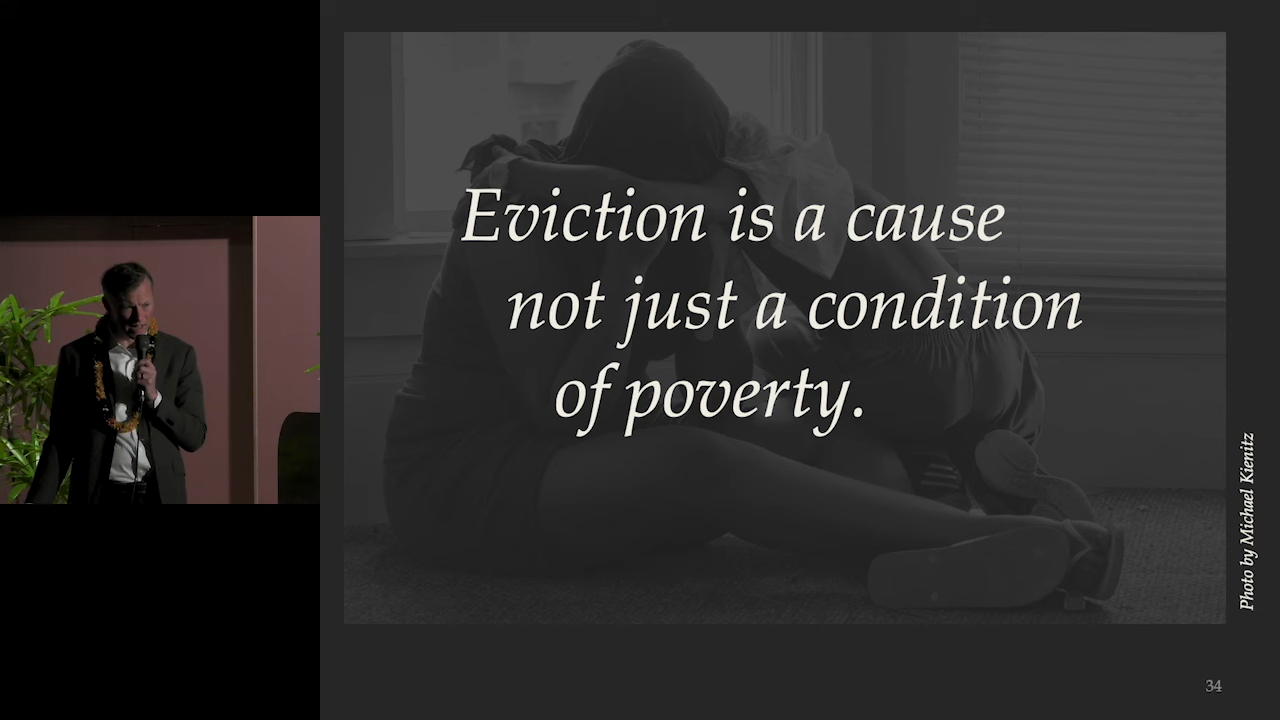 Eviction is a cause
not just a condition
of poverty.
Photo by Michael Kienitz
34